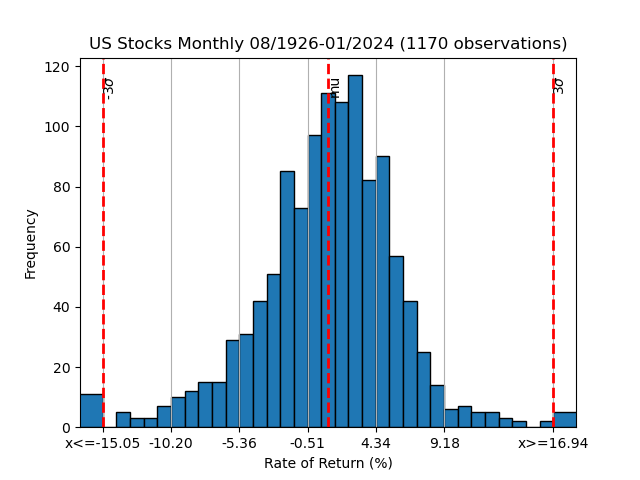 US Stocks Monthly 08/1926-01/2024 (1170 observations)
120
100
80
60
40
20
0
Frequency
-3σ
mu
3σ
x<=-15.05 -10.20 -5.36 -0.51 4.34 9.18 x>=16.94
Rate of Return (%)